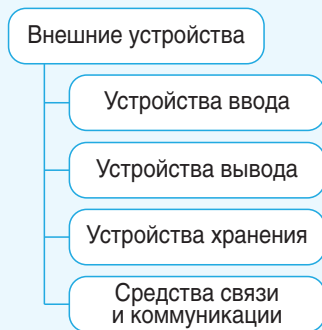 Внешние устройства
Устройства ввода
Устройства вывода
Устройства хранения
Средства связи
и коммуникации